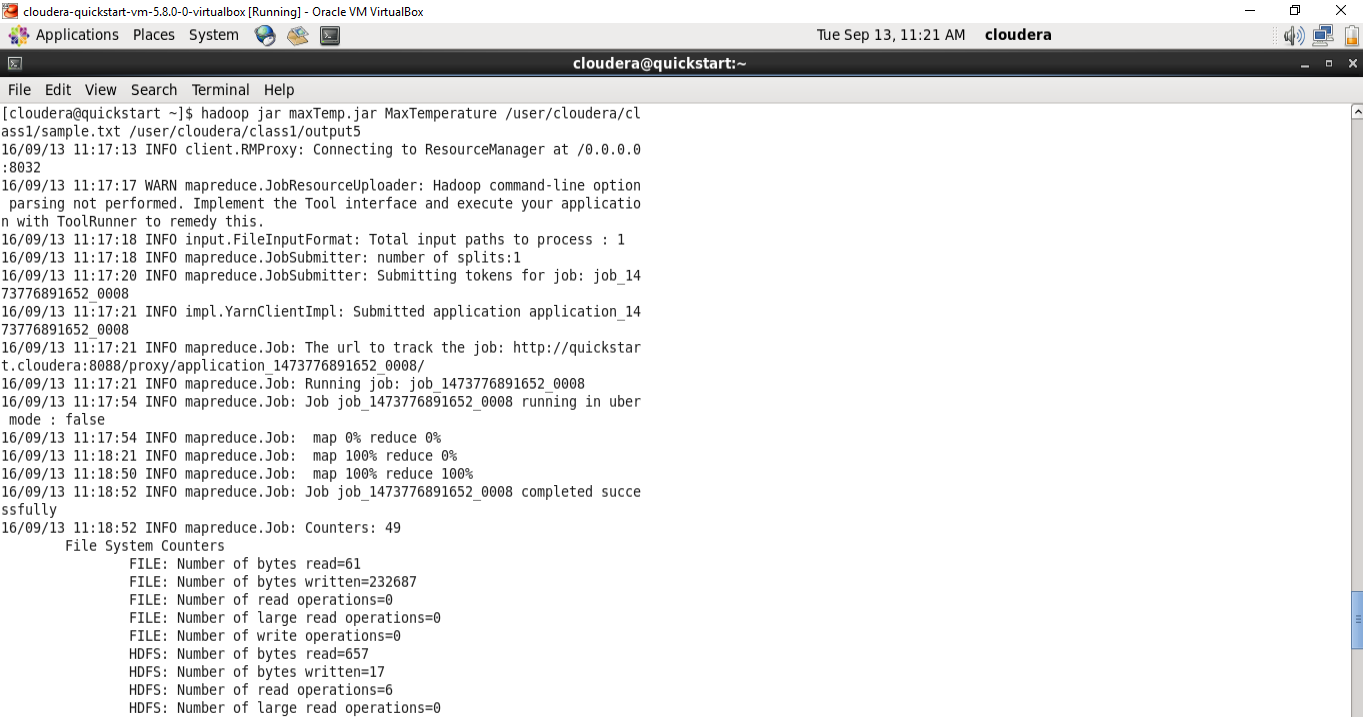 cloudera-quickstart-vm-5.8.0-0-virtualbox [Running] - Oracle VM VirtualBox
Applications Places System Tue Sep 13, 11:21 AM cloudera
cloudera@quickstart:~
File Edit View Search Terminal Help
[cloudera@quickstart ~]$ hadoop jar maxTemp.jar MaxTemperature /user/cloudera/cl
ass1/sample.txt /user/cloudera/class1/output5
16/09/13 11:17:13 INFO client.RMProxy: Connecting to ResourceManager at /0.0.0.0
:8032
16/09/13 11:17:17 WARN mapreduce.JobResourceUploader: Hadoop command-line option
 parsing not performed. Implement the Tool interface and execute your applicatio
n with ToolRunner to remedy this.
16/09/13 11:17:18 INFO input.FileInputFormat: Total input paths to process : 1
16/09/13 11:17:18 INFO mapreduce.JobSubmitter: number of splits:1
16/09/13 11:17:20 INFO mapreduce.JobSubmitter: Submitting tokens for job: job_14
73776891652_0008
16/09/13 11:17:21 INFO impl.YarnClientImpl: Submitted application application_14
73776891652_0008
16/09/13 11:17:21 INFO mapreduce.Job: The url to track the job: http://quickstar
t.cloudera:8088/proxy/application_1473776891652_0008/
16/09/13 11:17:21 INFO mapreduce.Job: Running job: job_1473776891652_0008
16/09/13 11:17:54 INFO mapreduce.Job: Job job_1473776891652_0008 running in uber
 mode : false
16/09/13 11:17:54 INFO mapreduce.Job:  map 0% reduce 0%
16/09/13 11:18:21 INFO mapreduce.Job:  map 100% reduce 0%
16/09/13 11:18:50 INFO mapreduce.Job:  map 100% reduce 100%
16/09/13 11:18:52 INFO mapreduce.Job: Job job_1473776891652_0008 completed succe
ssfully
16/09/13 11:18:52 INFO mapreduce.Job: Counters: 49
File System Counters
FILE: Number of bytes read=61
FILE: Number of bytes written=232687
FILE: Number of read operations=0
FILE: Number of large read operations=0
FILE: Number of write operations=0
HDFS: Number of bytes read=657
HDFS: Number of bytes written=17
HDFS: Number of read operations=6
HDFS: Number of large read operations=0